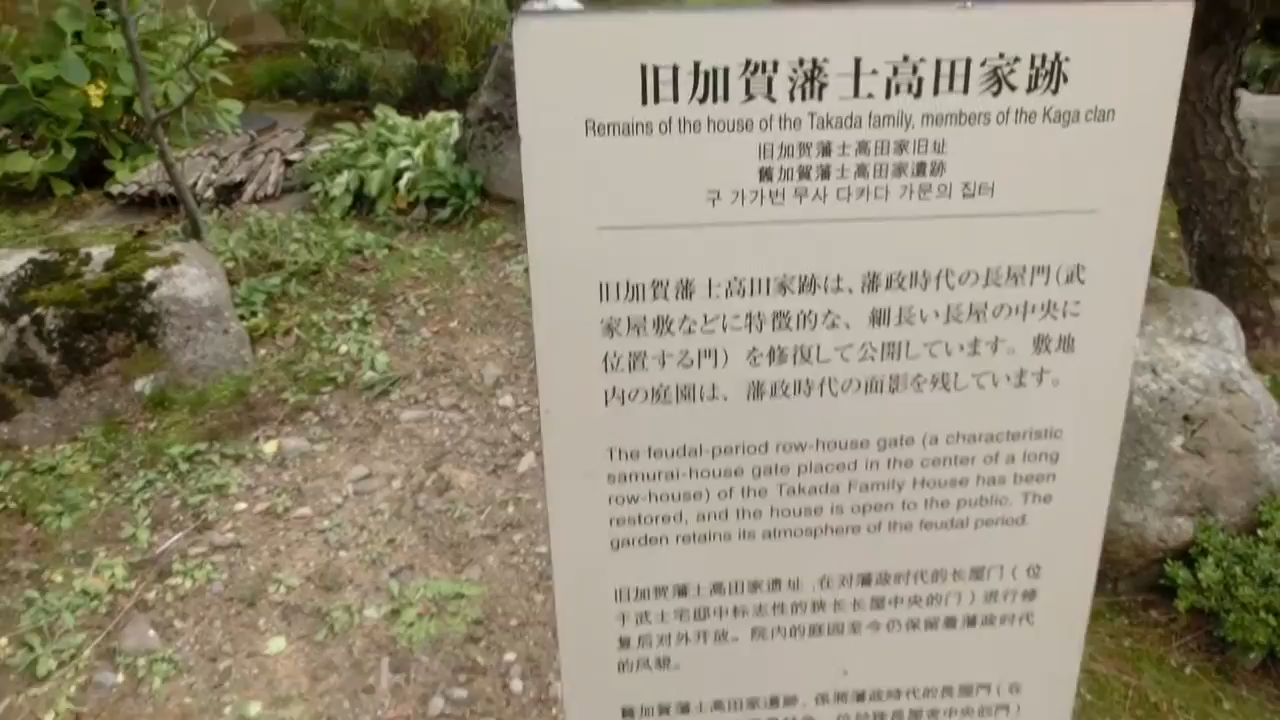 旧加賀藩士高田家跡
Remains of the house of the Takada family, members of the Kaga clan
旧加贺藩士高田家旧址
舊加賀藩士高田家遺跡
구 가가번 무사 다카다 가문의 집터
旧加賀藩士高田家跡は、藩政時代の長屋門(武
家屋敷などに特徴的な、細長い長屋の中央に
位置する門）を修復して公開しています。敷地
内の庭園は、藩政時代の面影を残しています。
The feudal-period row-house gate (a characteristic
samurai-house gate placed in the center of a long
row-house) of the Takada Family House has been
restored, and the house is open to the public. The
garden retains its atmosphere of the feudal period.
旧加贺藩士高田家遗址，在对藩政时代的长屋门（位
于武士宅邸中标志性的狭长长屋中央的门）进行修
复后对外开放。院内的庭园至今仍保留着藩政时代
的风貌。
舊加賀藩士高田家遺跡，係將藩政時代的長屋門（在